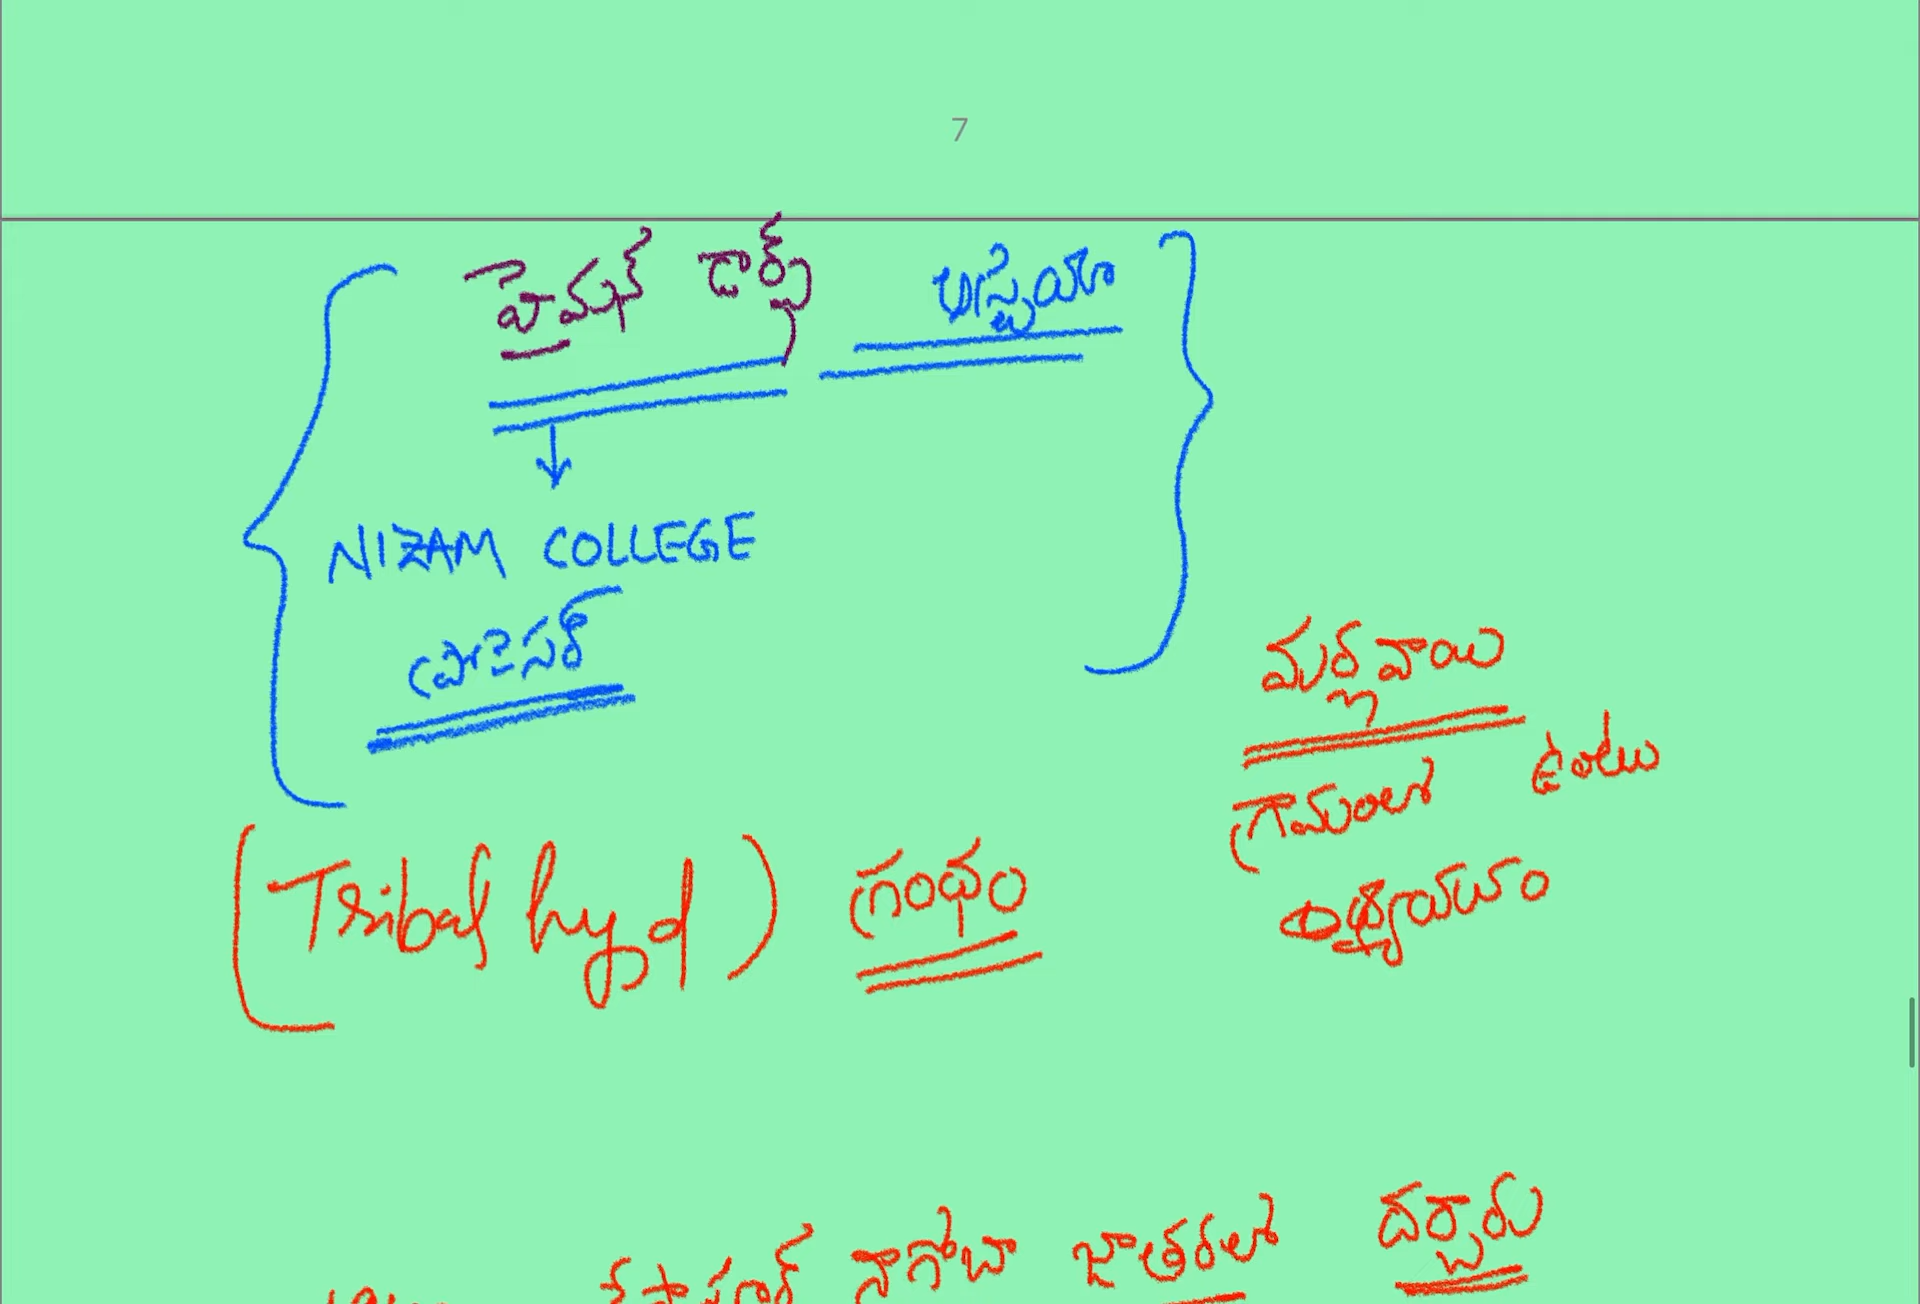 7
హైమన్ డార్ఫ్ ఆస్ట్రియా
NIZAM COLLEGE
ప్రొఫెసర్
మర్లవాయి
గ్రామంలో ఉంటు
(Tribal hyd) గ్రంథం
అధ్యయనం
కేస్లాపూర్ నాగోబా జాతరలో దర్బారు